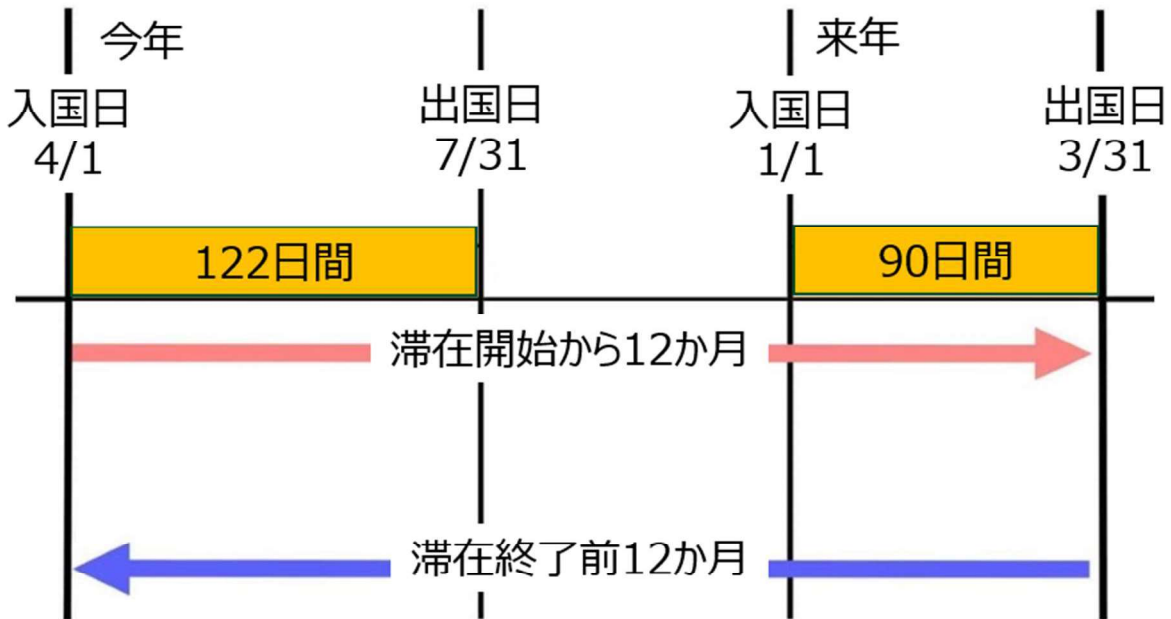 今年
来年
入国日
4/1
出国日
7/31
入国日
1/1
出国日
3/31
122日間
90日間
滞在開始から12か月
滞在終了前12か月